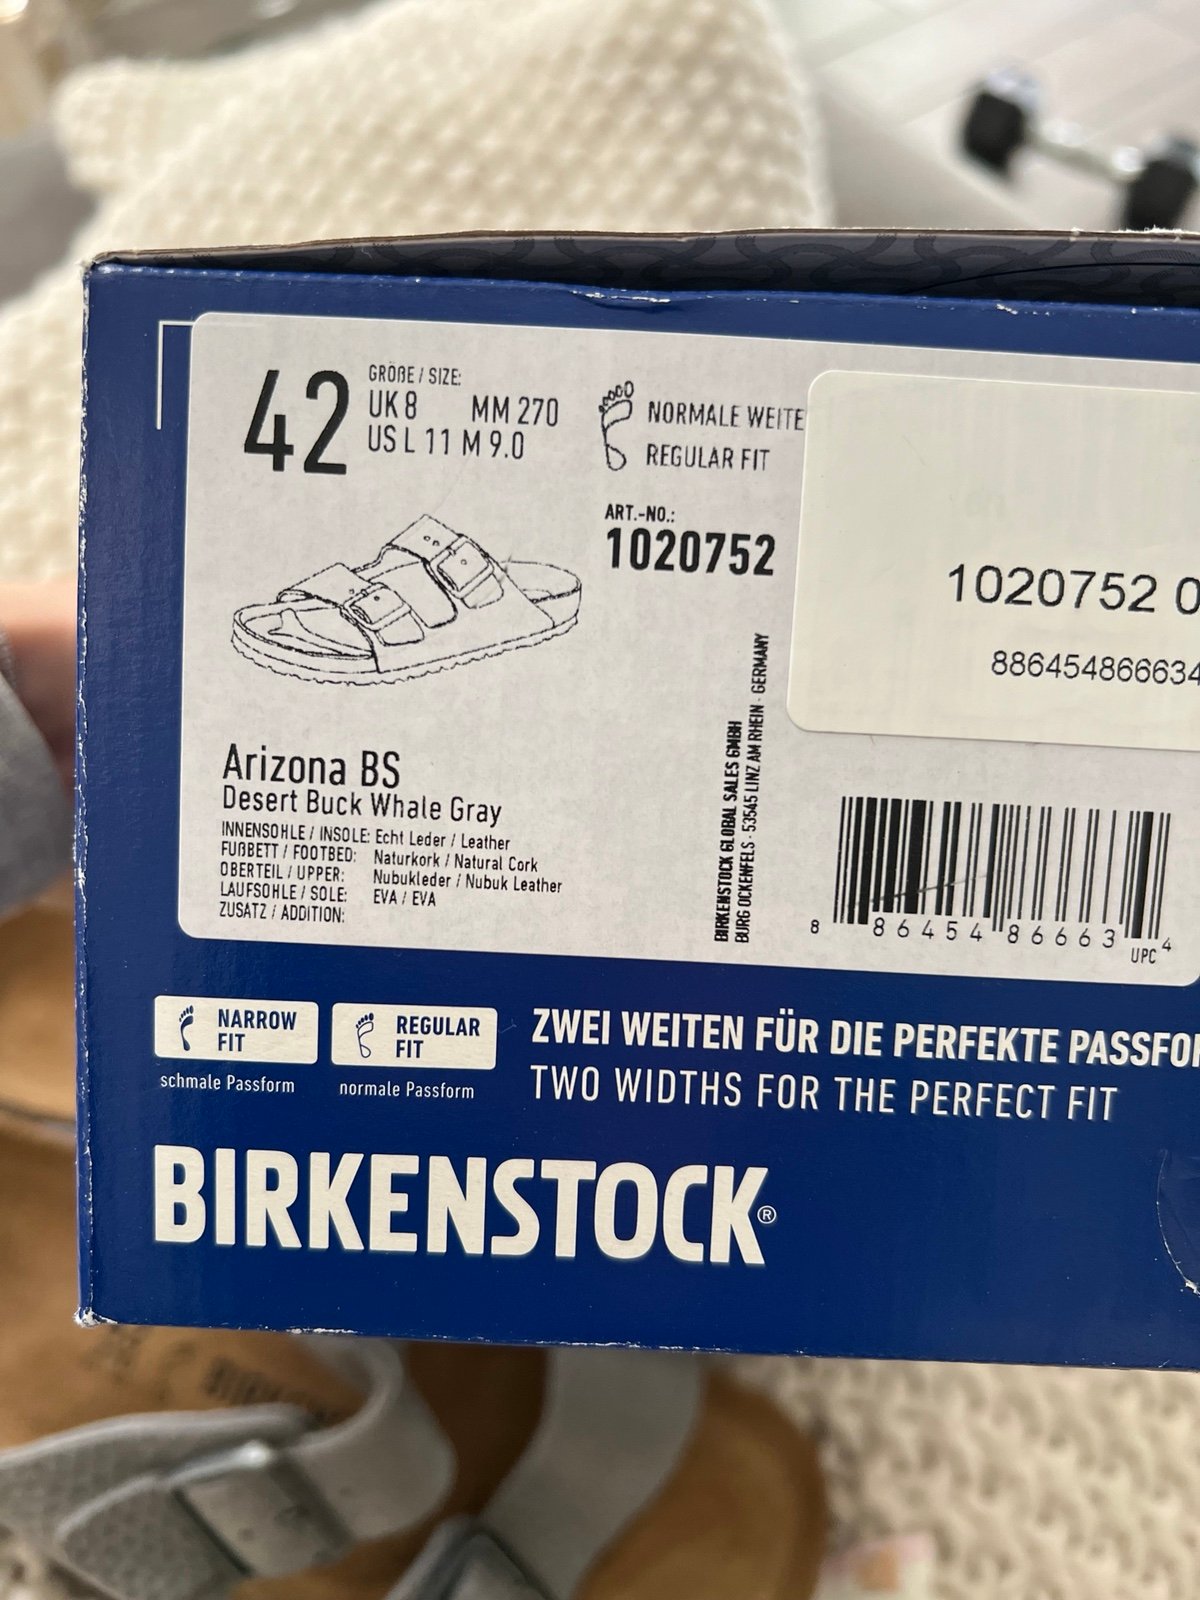 42
GRÖßE / SIZE:
UK 8 MM 270
US L 11 M 9.0
NORMALE WEITE
REGULAR FIT
ART.-NO.:
1020752
1020752 0
886454866634
Arizona BS
Desert Buck Whale Gray
INNENSOHLE / INSOLE: Echt Leder / Leather
FUßBETT / FOOTBED: Naturkork / Natural Cork
OBERTEIL / UPPER: Nubukleder / Nubuk Leather
LAUFSOHLE / SOLE: EVA / EVA
ZUSATZ / ADDITION:
BIRKENSTOCK GLOBAL SALES GMBH
BURG OCKENFELS · 53545 LINZ AM RHEIN · GERMANY
8 86454 86663 4
UPC
NARROW FIT
schmale Passform
REGULAR FIT
normale Passform
ZWEI WEITEN FÜR DIE PERFEKTE PASSFO
TWO WIDTHS FOR THE PERFECT FIT
BIRKENSTOCK®